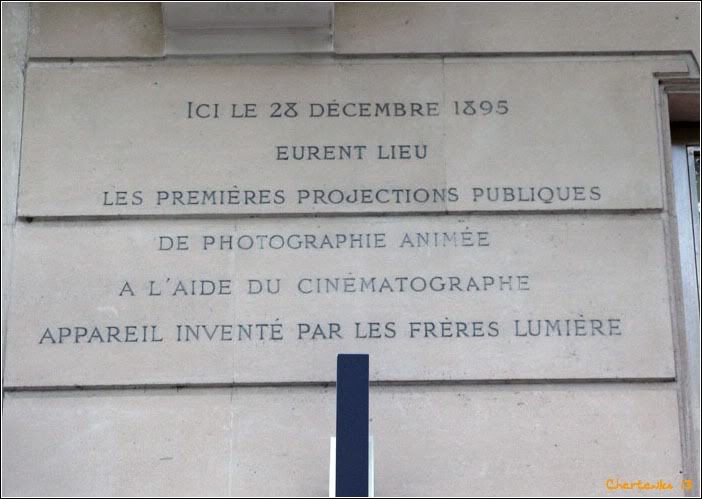 ICI LE 28 DÉCEMBRE 1895
EURENT LIEU
LES PREMIÈRES PROJECTIONS PUBLIQUES
DE PHOTOGRAPHIE ANIMÉE
A L'AIDE DU CINÉMATOGRAPHE
APPAREIL INVENTÉ PAR LES FRÈRES LUMIÈRE